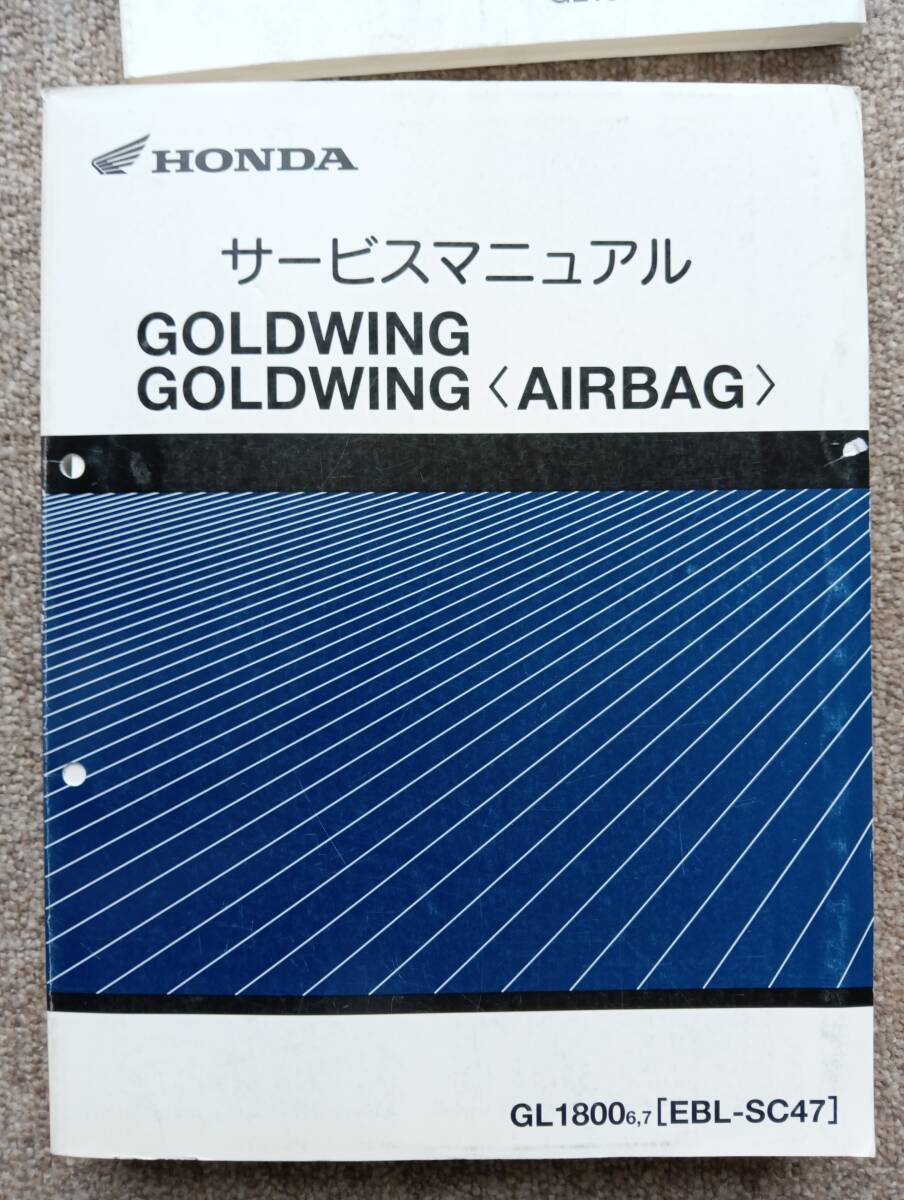 HONDA
サービスマニュアル
GOLDWING
GOLDWING〈AIRBAG〉
GL1800₆,₇[EBL-SC47]